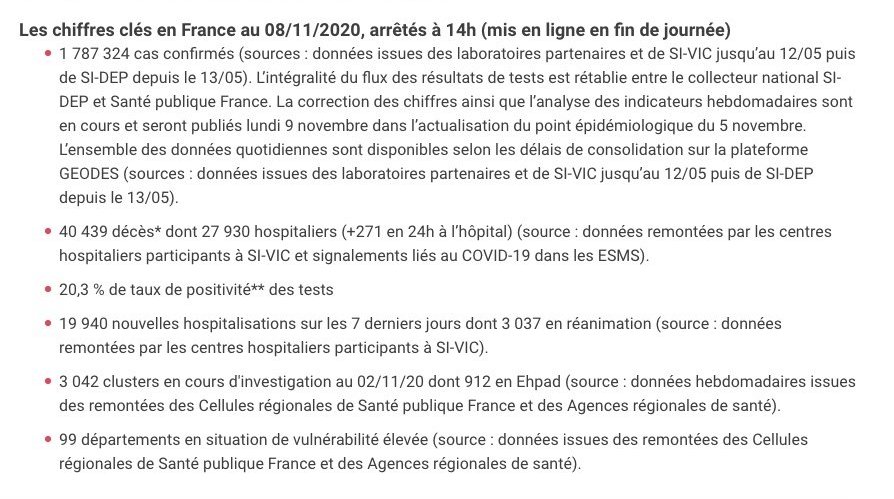 Les chiffres clés en France au 08/11/2020, arrêtés à 14h (mis en ligne en fin de journée)
• 1 787 324 cas confirmés (sources : données issues des laboratoires partenaires et de SI-VIC jusqu’au 12/05 puis
de SI-DEP depuis le 13/05). L’intégralité du flux des résultats de tests est rétablie entre le collecteur national SI-
DEP et Santé publique France. La correction des chiffres ainsi que l’analyse des indicateurs hebdomadaires sont
en cours et seront publiés lundi 9 novembre dans l’actualisation du point épidémiologique du 5 novembre.
L’ensemble des données quotidiennes sont disponibles selon les délais de consolidation sur la plateforme
GEODES (sources : données issues des laboratoires partenaires et de SI-VIC jusqu’au 12/05 puis de SI-DEP
depuis le 13/05).
• 40 439 décès* dont 27 930 hospitaliers (+271 en 24h à l’hôpital) (source : données remontées par les centres
hospitaliers participants à SI-VIC et signalements liés au COVID-19 dans les ESMS).
• 20,3 % de taux de positivité** des tests
• 19 940 nouvelles hospitalisations sur les 7 derniers jours dont 3 037 en réanimation (source : données
remontées par les centres hospitaliers participants à SI-VIC).
• 3 042 clusters en cours d'investigation au 02/11/20 dont 912 en Ehpad (source : données hebdomadaires issues
des remontées des Cellules régionales de Santé publique France et des Agences régionales de santé).
• 99 départements en situation de vulnérabilité élevée (source : données issues des remontées des Cellules
régionales de Santé publique France et des Agences régionales de santé).